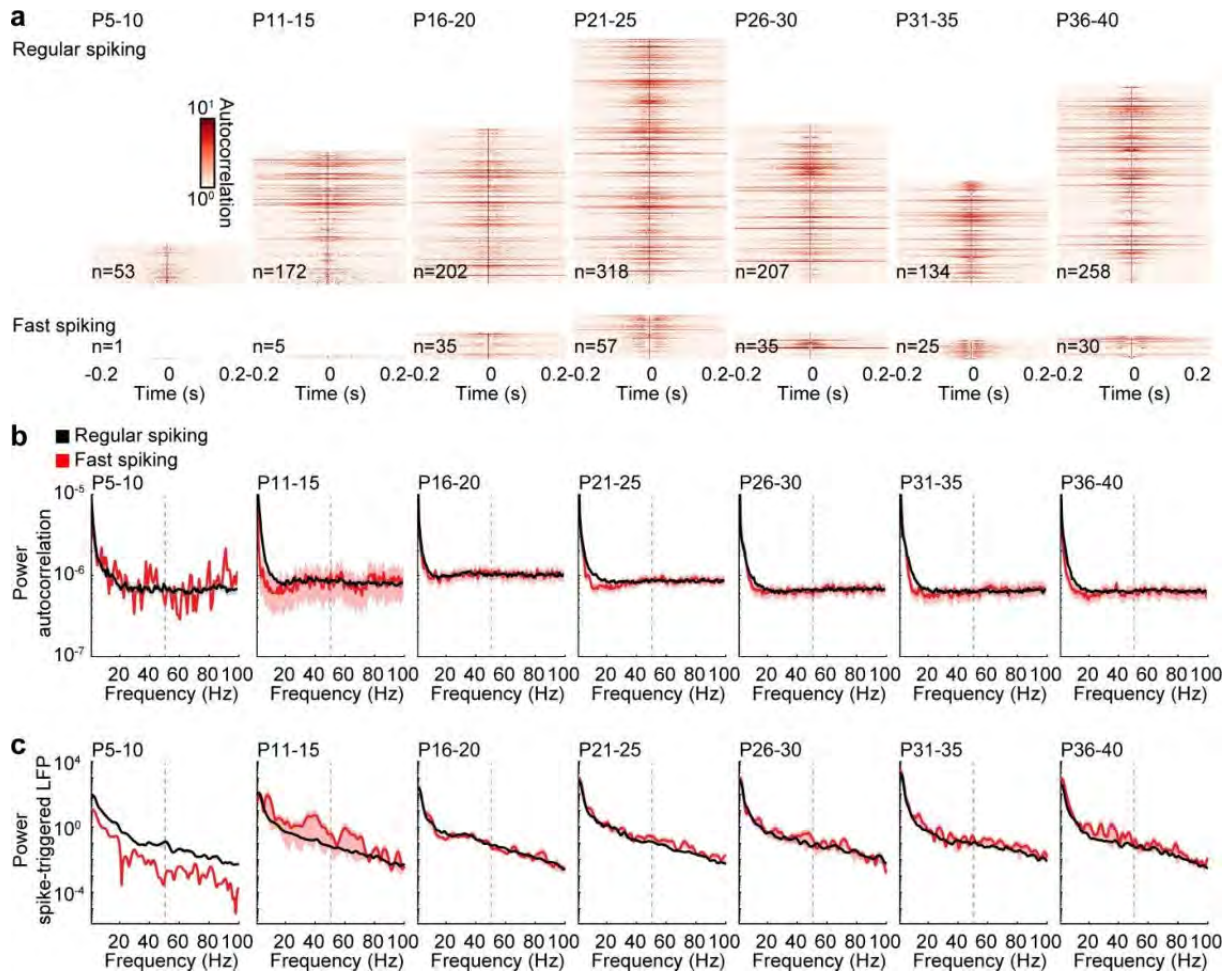 a
P5-10 P11-15 P16-20 P21-25 P26-30 P31-35 P36-40
Regular spiking
10¹
10⁰
Autocorrelation
n=53 n=172 n=202 n=318 n=207 n=134 n=258
Fast spiking
n=1 n=5 n=35 n=57 n=35 n=25 n=30
-0.2 0 0.2 -0.2 0 0.2 -0.2 0 0.2 -0.2 0 0.2 -0.2 0 0.2 -0.2 0 0.2 -0.2 0 0.2
Time (s) Time (s) Time (s) Time (s) Time (s) Time (s) Time (s)
b
Regular spiking
Fast spiking
P5-10 P11-15 P16-20 P21-25 P26-30 P31-35 P36-40
10⁻⁵
10⁻⁶
10⁻⁷
Power
autocorrelation
20 40 60 80 100 20 40 60 80 100 20 40 60 80 100 20 40 60 80 100 20 40 60 80 100 20 40 60 80 100 20 40 60 80 100
Frequency (Hz) Frequency (Hz) Frequency (Hz) Frequency (Hz) Frequency (Hz) Frequency (Hz) Frequency (Hz)
c
P5-10 P11-15 P16-20 P21-25 P26-30 P31-35 P36-40
10⁴
10⁰
10⁻⁴
Power
spike-triggered LFP
20 40 60 80 100 20 40 60 80 100 20 40 60 80 100 20 40 60 80 100 20 40 60 80 100 20 40 60 80 100 20 40 60 80 100
Frequency (Hz) Frequency (Hz) Frequency (Hz) Frequency (Hz) Frequency (Hz) Frequency (Hz) Frequency (Hz)